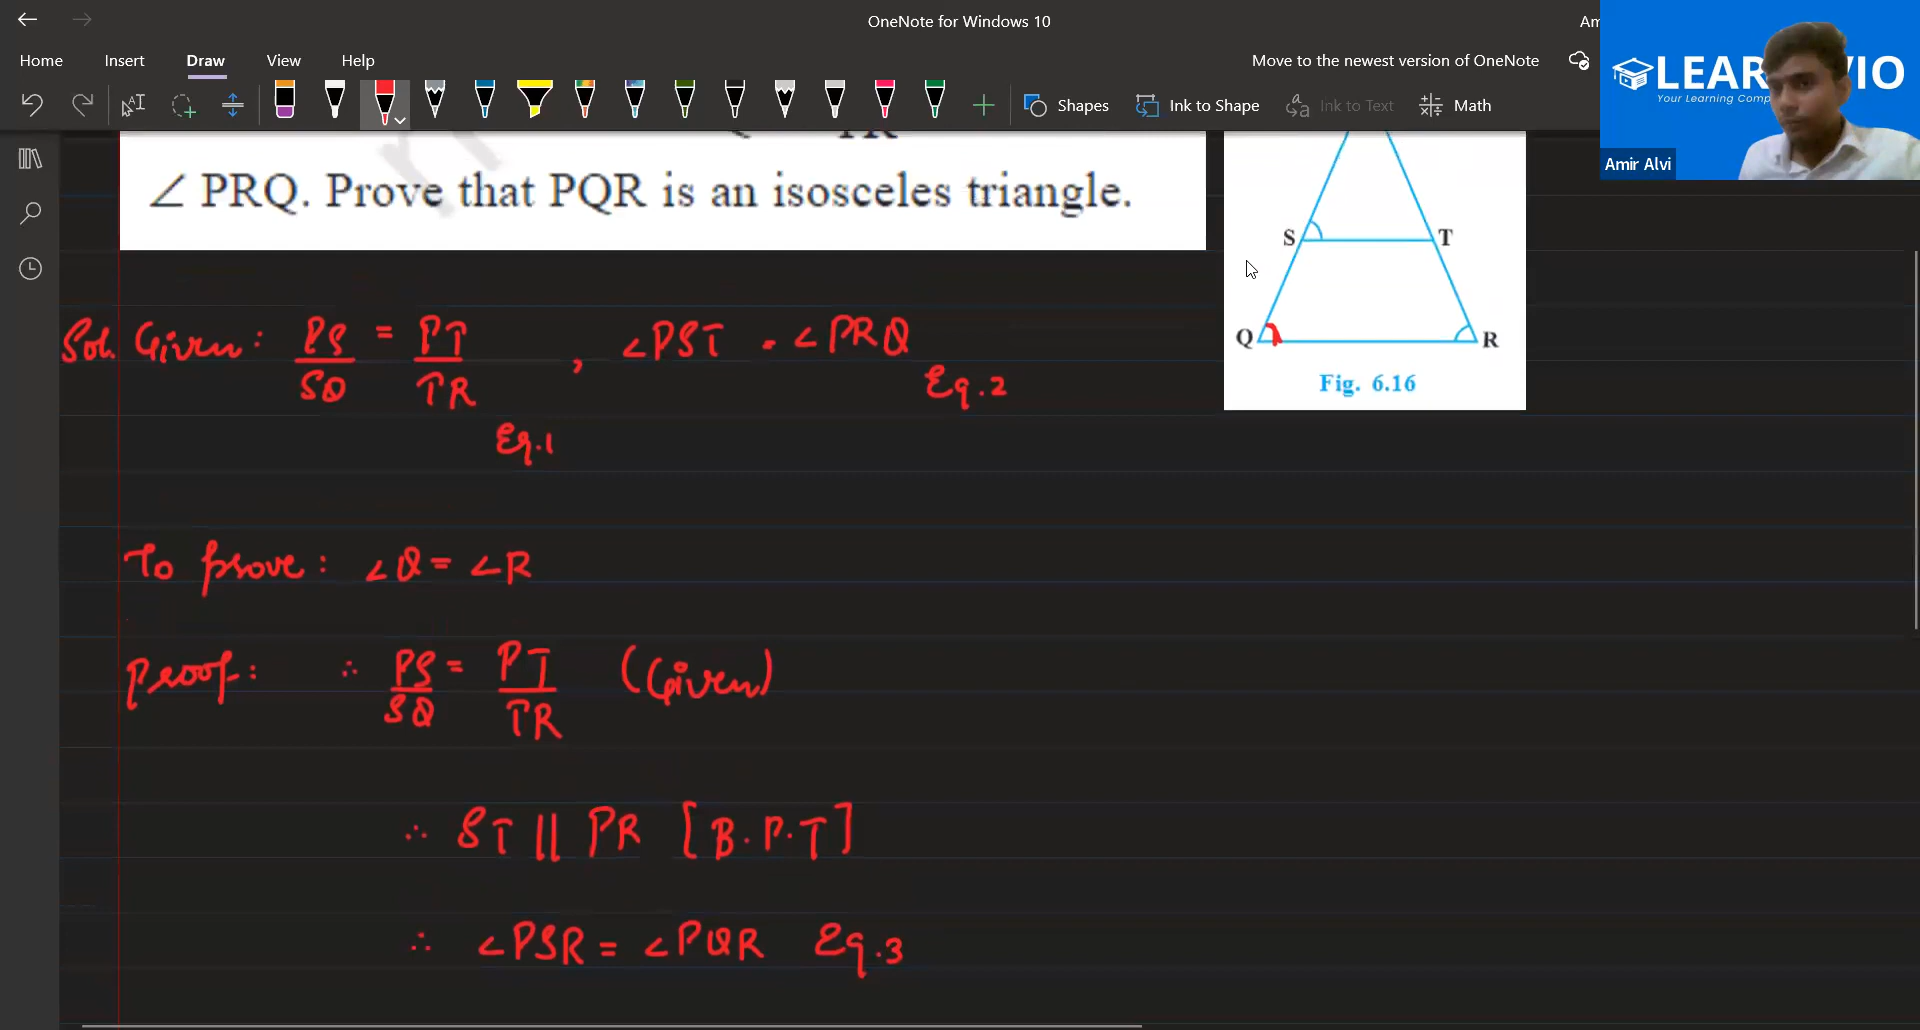 OneNote for Windows 10
Am
Home Insert Draw View Help
Move to the newest version of OneNote
Shapes Ink to Shape Ink to Text Math
LEAR VIO
Your Learning Comp
Amir Alvi
TR
∠ PRQ. Prove that PQR is an isosceles triangle.
S T
Q R
Fig. 6.16
Sol. Given: PS/SQ = PT/TR , ∠PST = ∠PRQ
Eq.1 Eq.2
To prove: ∠Q = ∠R
Proof: ∴ PS/SQ = PT/TR (Given)
∴ ST || PR [B.P.T]
∴ ∠PSR = ∠PQR Eq.3